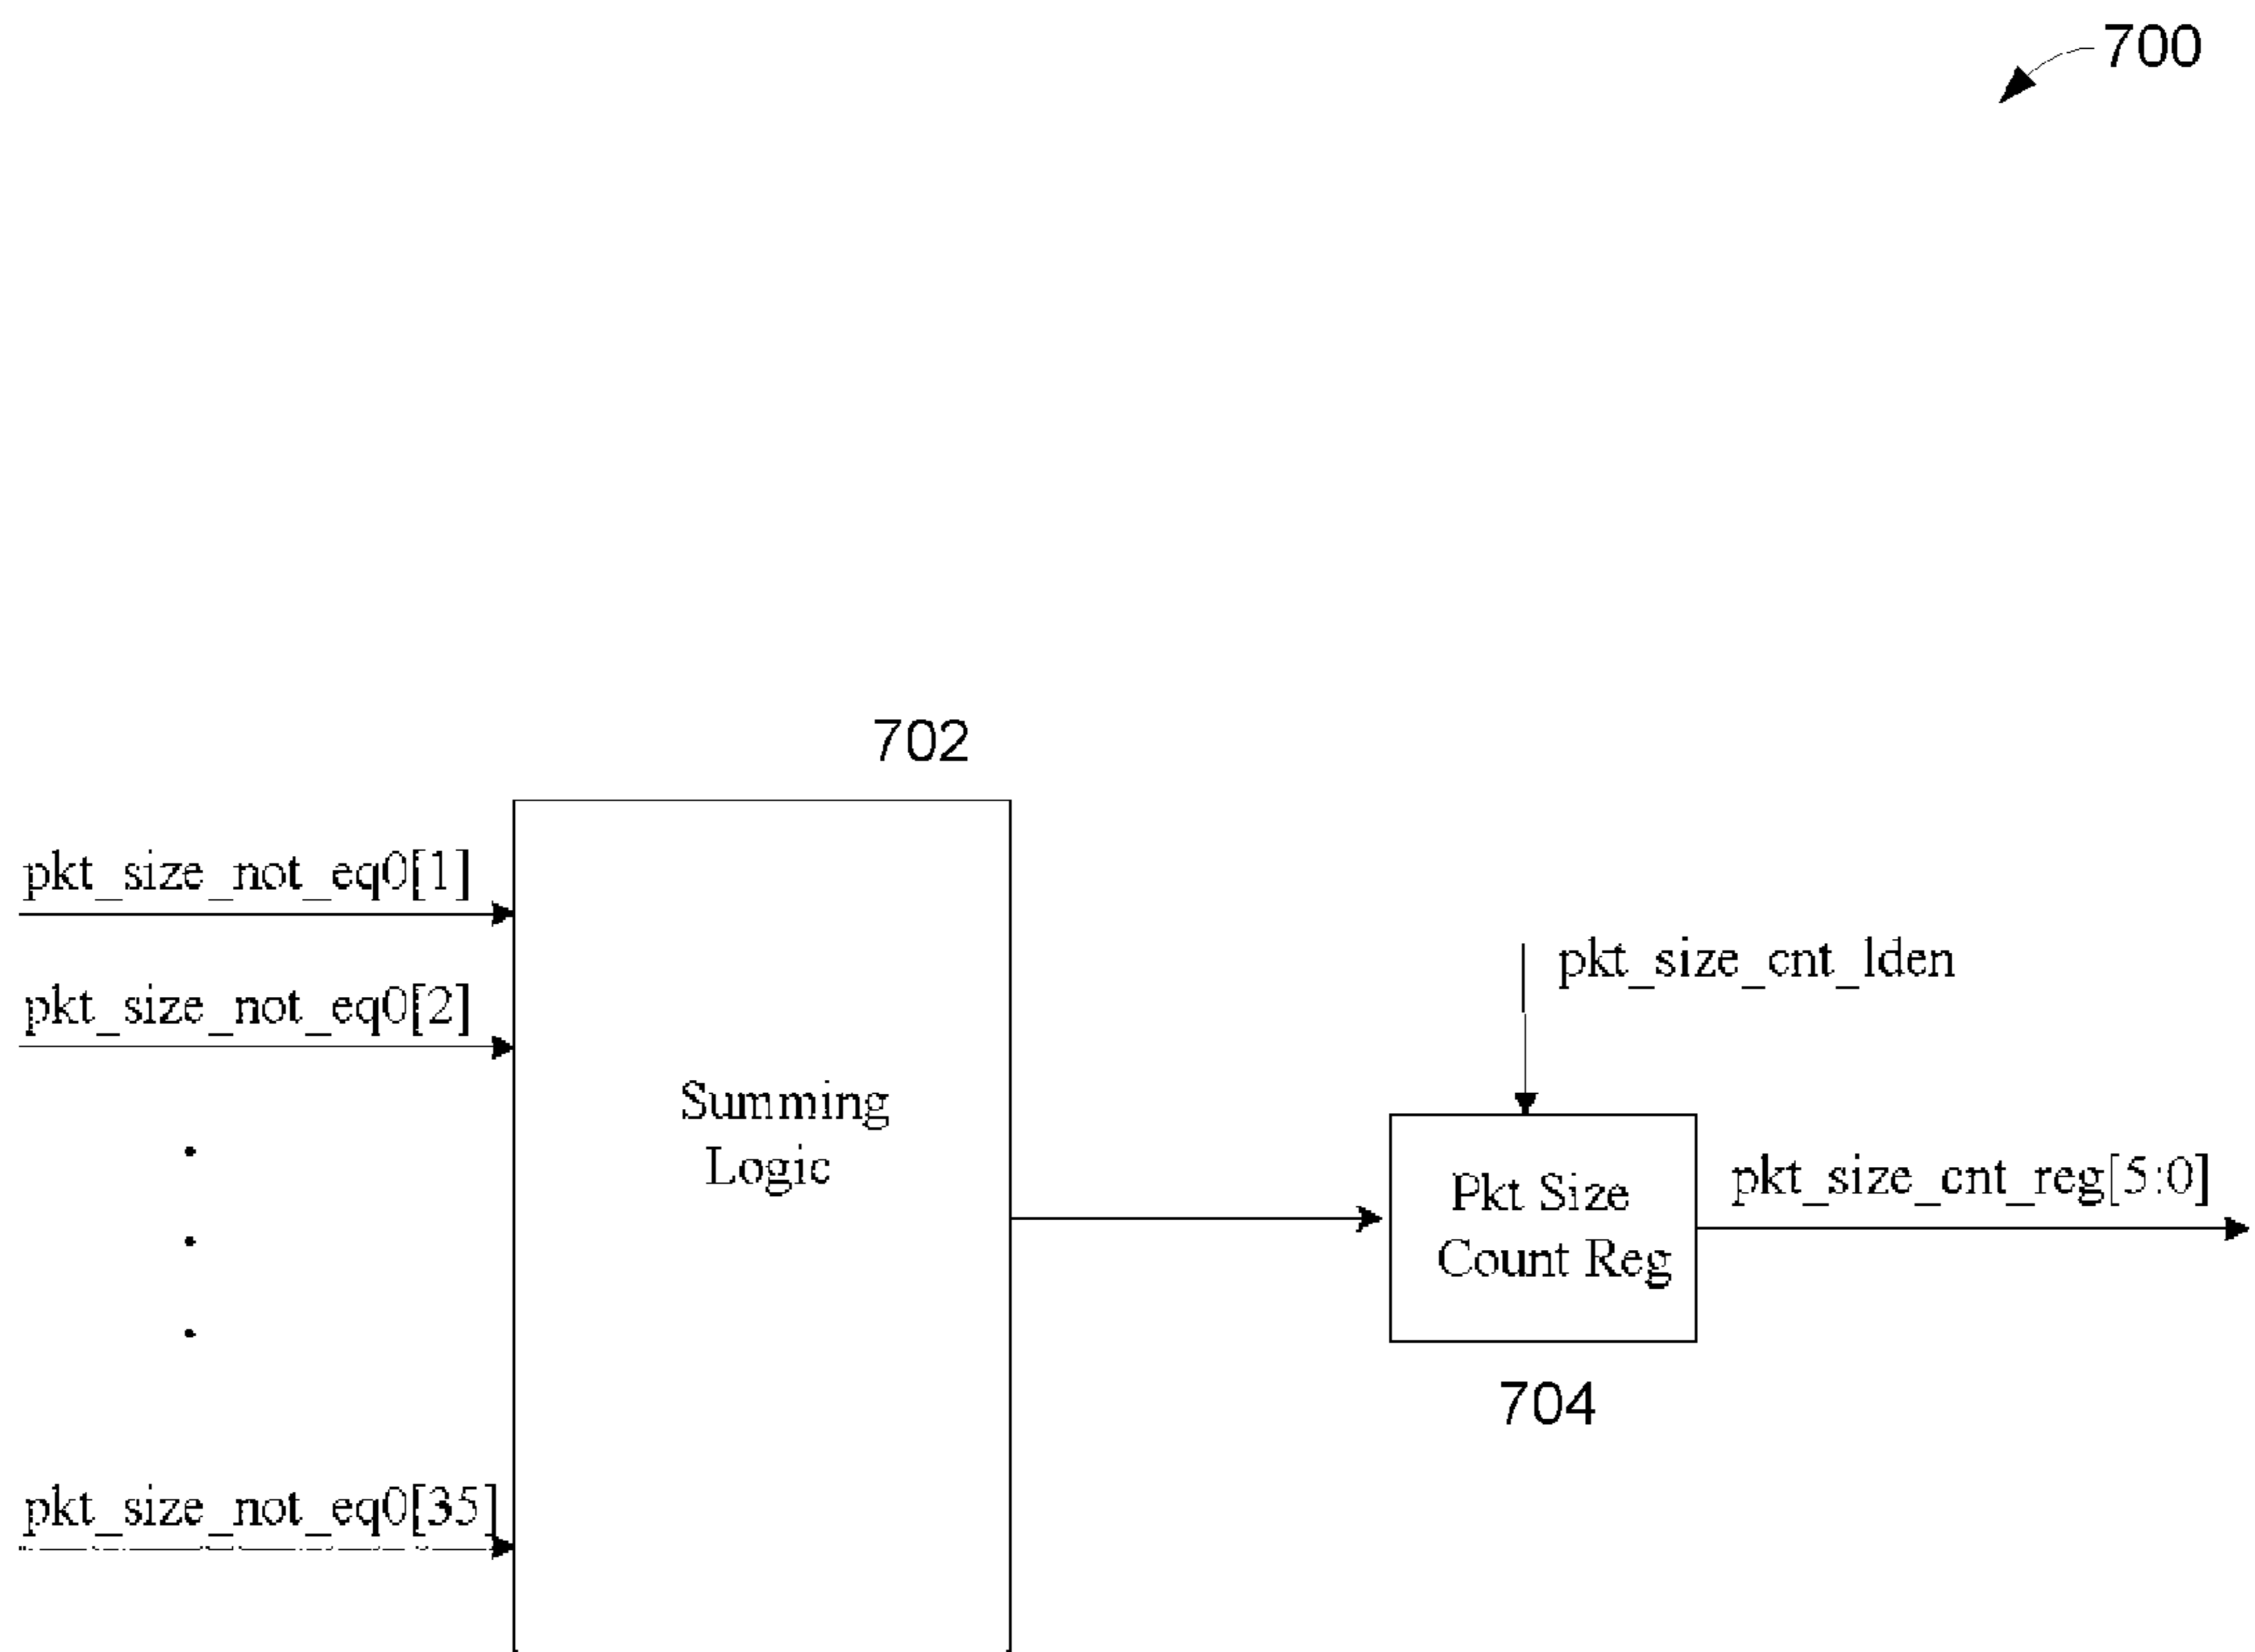 700
702
pkt_size_not_eq0[1]
pkt_size_not_eq0[2]
Summing
Logic
pkt_size_cnt_lden
Pkt Size
Count Reg
pkt_size_cnt_reg[5:0]
704
pkt_size_not_eq0[35]